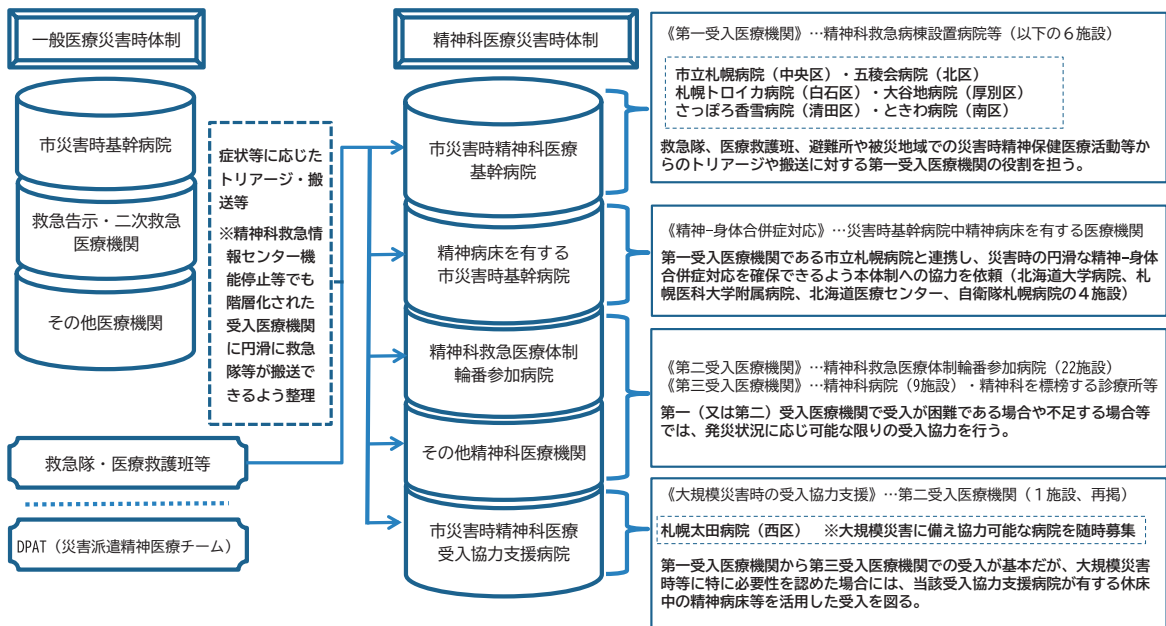 一般医療災害時体制
市災害時基幹病院
救急告示・二次救急
医療機関
その他医療機関
症状等に応じた
トリアージ・搬
送等
※精神科救急情
報センター機
能停止等でも
階層化された
受入医療機関
に円滑に救急
隊等が搬送で
きるよう整理
救急隊・医療救護班等
DPAT（災害派遣精神医療チーム）
精神科医療災害時体制
市災害時精神科医療
基幹病院
精神病床を有する
市災害時基幹病院
精神科救急医療体制
輪番参加病院
その他精神科医療機関
市災害時精神科医療
受入協力支援病院
《第一受入医療機関》…精神科救急病棟設置病院等（以下の６施設）
市立札幌病院（中央区）・五稜会病院（北区）
札幌トロイカ病院（白石区）・大谷地病院（厚別区）
さっぽろ香雪病院（清田区）・ときわ病院（南区）
救急隊、医療救護班、避難所や被災地域での災害時精神保健医療活動等
からのトリアージや搬送に対する第一受入医療機関の役割を担う。
《精神−身体合併症対応》…災害時基幹病院中精神病床を有する医療機関
第一受入医療機関である市立札幌病院と連携し、災害時の円滑な精神−身体
合併症対応を確保できるよう本体制への協力を依頼（北海道大学病院、札
幌医科大学附属病院、北海道医療センター、自衛隊札幌病院の４施設）
《第二受入医療機関》…精神科救急医療体制輪番参加病院（22施設）
《第三受入医療機関》…精神科病院（9施設）・精神科を標榜する診療所等
第一（又は第二）受入医療機関で受入が困難である場合や不足する場合等
では、発災状況に応じ可能な限りの受入協力を行う。
《大規模災害時の受入協力支援》…第二受入医療機関（１施設、再掲）
札幌太田病院（西区）　※大規模災害に備え協力可能な病院を随時募集
第一受入医療機関から第三受入医療機関での受入が基本だが、大規模災害
時等に特に必要性を認めた場合には、当該受入協力支援病院が有する休床
中の精神病床等を活用した受入を図る。